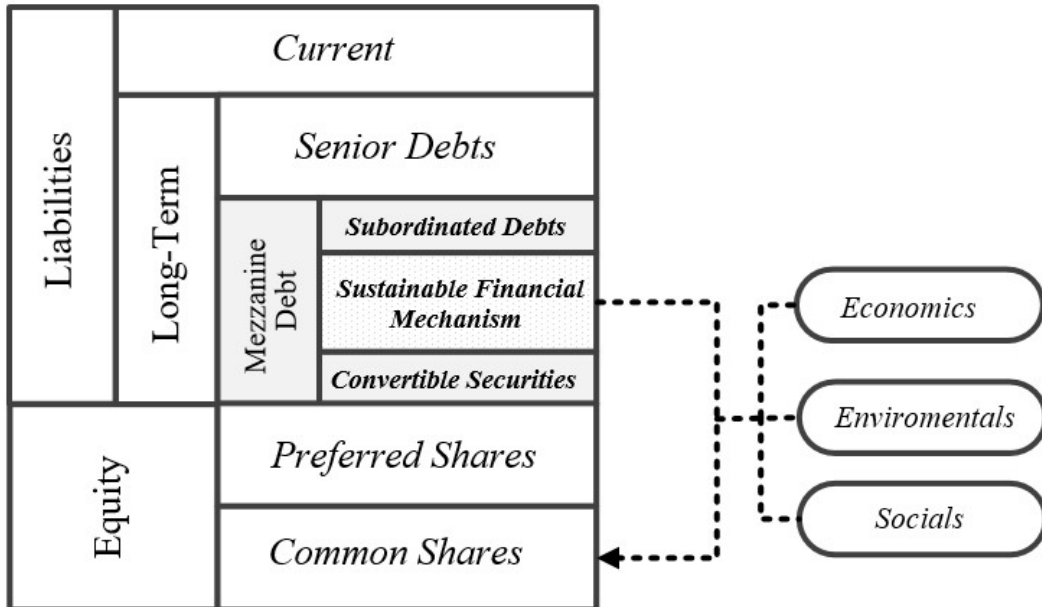 Liabilities
Current
Long-Term
Senior Debts
Mezzanine
Debt
Subordinated Debts
Sustainable Financial
Mechanism
Convertible Securities
Equity
Preferred Shares
Common Shares
Economics
Enviromentals
Socials